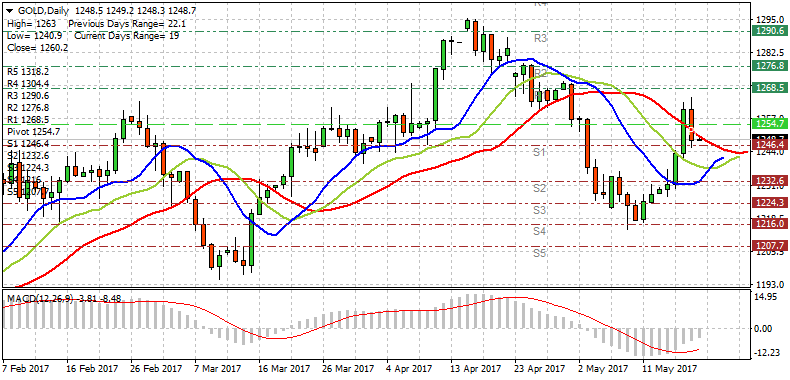 GOLD,Daily 1248.5 1249.2 1248.3 1248.7
High= 1263 Previous Days Range= 22.1
Low= 1240.9 Current Days Range= 19
Close= 1260.2
R5 1318.2
R4 1304.4
R3 1290.6
R2 1276.8
R1 1268.5
Pivot 1254.7
S1 1246.4
S2 1232.6
1224.3
R3
S1
S2
S3
S4
S5
1295.0
1290.6
1282.5
1276.8
1268.5
1257.0
1254.7
1246.4
1244.0
1232.6
1224.3
1216.0
1207.7
1205.5
1193.0
MACD(12,26,9) -3.81 -8.48
14.95
0.00
-12.23
7 Feb 2017
16 Feb 2017
26 Feb 2017
7 Mar 2017
16 Mar 2017
26 Mar 2017
4 Apr 2017
13 Apr 2017
23 Apr 2017
2 May 2017
11 May 2017